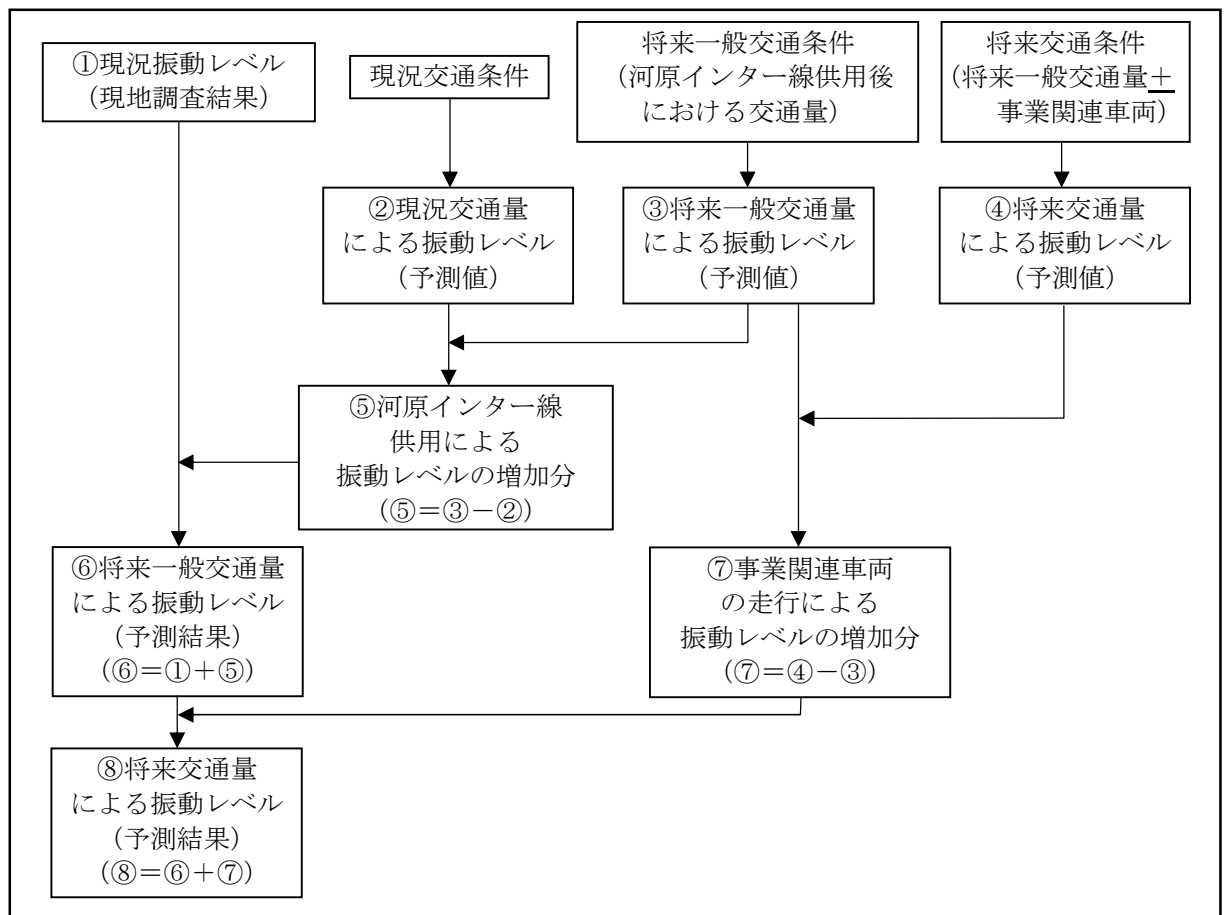 ①現況振動レベル
(現地調査結果)
現況交通条件
将来一般交通条件
(河原インター線供用後
における交通量)
将来交通条件
(将来一般交通量＋
事業関連車両)
②現況交通量
による振動レベル
(予測値)
③将来一般交通量
による振動レベル
(予測値)
④将来交通量
による振動レベル
(予測値)
⑤河原インター線
供用による
振動レベルの増加分
(⑤＝③－②)
⑥将来一般交通量
による振動レベル
(予測結果)
(⑥＝①＋⑤)
⑦事業関連車両
の走行による
振動レベルの増加分
(⑦＝④－③)
⑧将来交通量
による振動レベル
(予測結果)
(⑧＝⑥＋⑦)